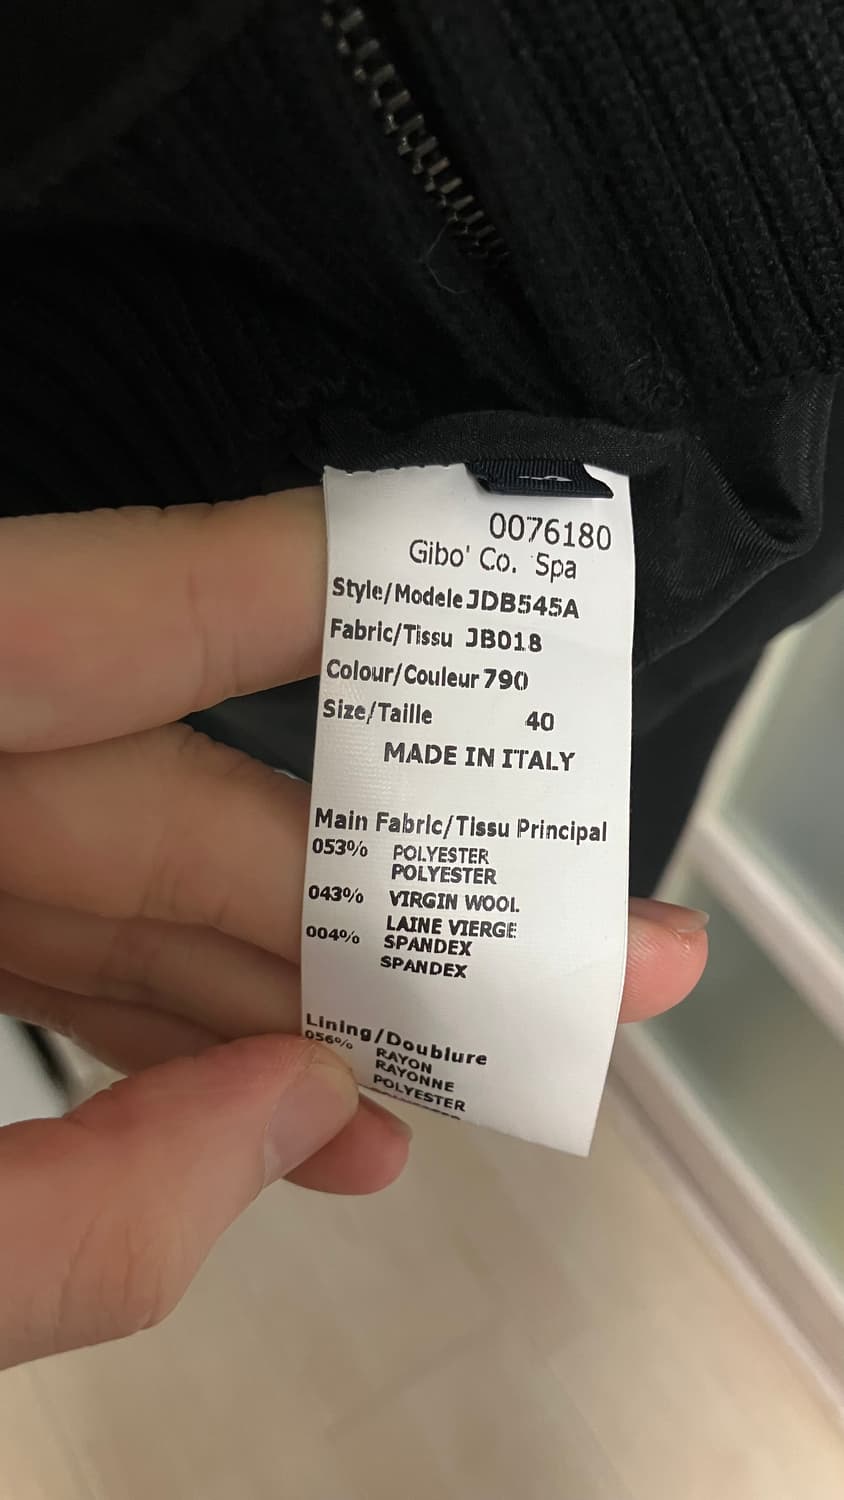 0076180
Gibo' Co. Spa
Style/Modele JDB545A
Fabric/Tissu JB018
Colour/Couleur 790
Size/Taille 40
MADE IN ITALY
Main Fabric/Tissu Principal
053% POLYESTER
POLYESTER
043% VIRGIN WOOL
LAINE VIERGE
004% SPANDEX
SPANDEX
Lining/Doublure
056% RAYON
RAYONNE
POLYESTER